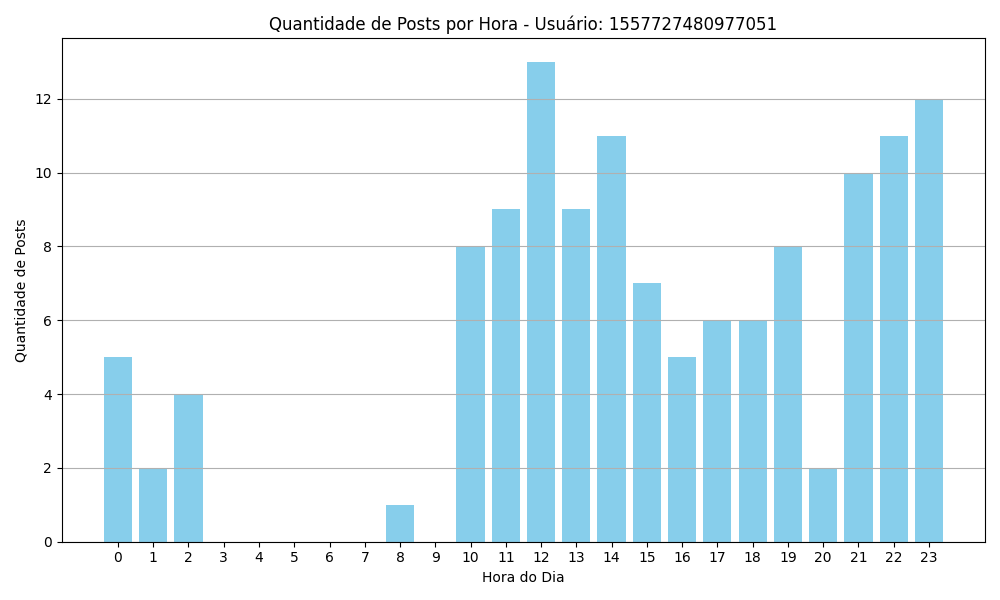 Quantidade de Posts por Hora - Usuário: 1557727480977051
Quantidade de Posts
12
10
8
6
4
2
0
0 1 2 3 4 5 6 7 8 9 10 11 12 13 14 15 16 17 18 19 20 21 22 23
Hora do Dia